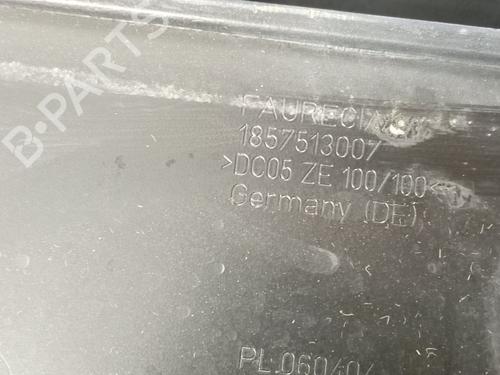 FAURECIA
1857513007
>DC05 ZE 100/100<
Germany (DE)
B-PARTS